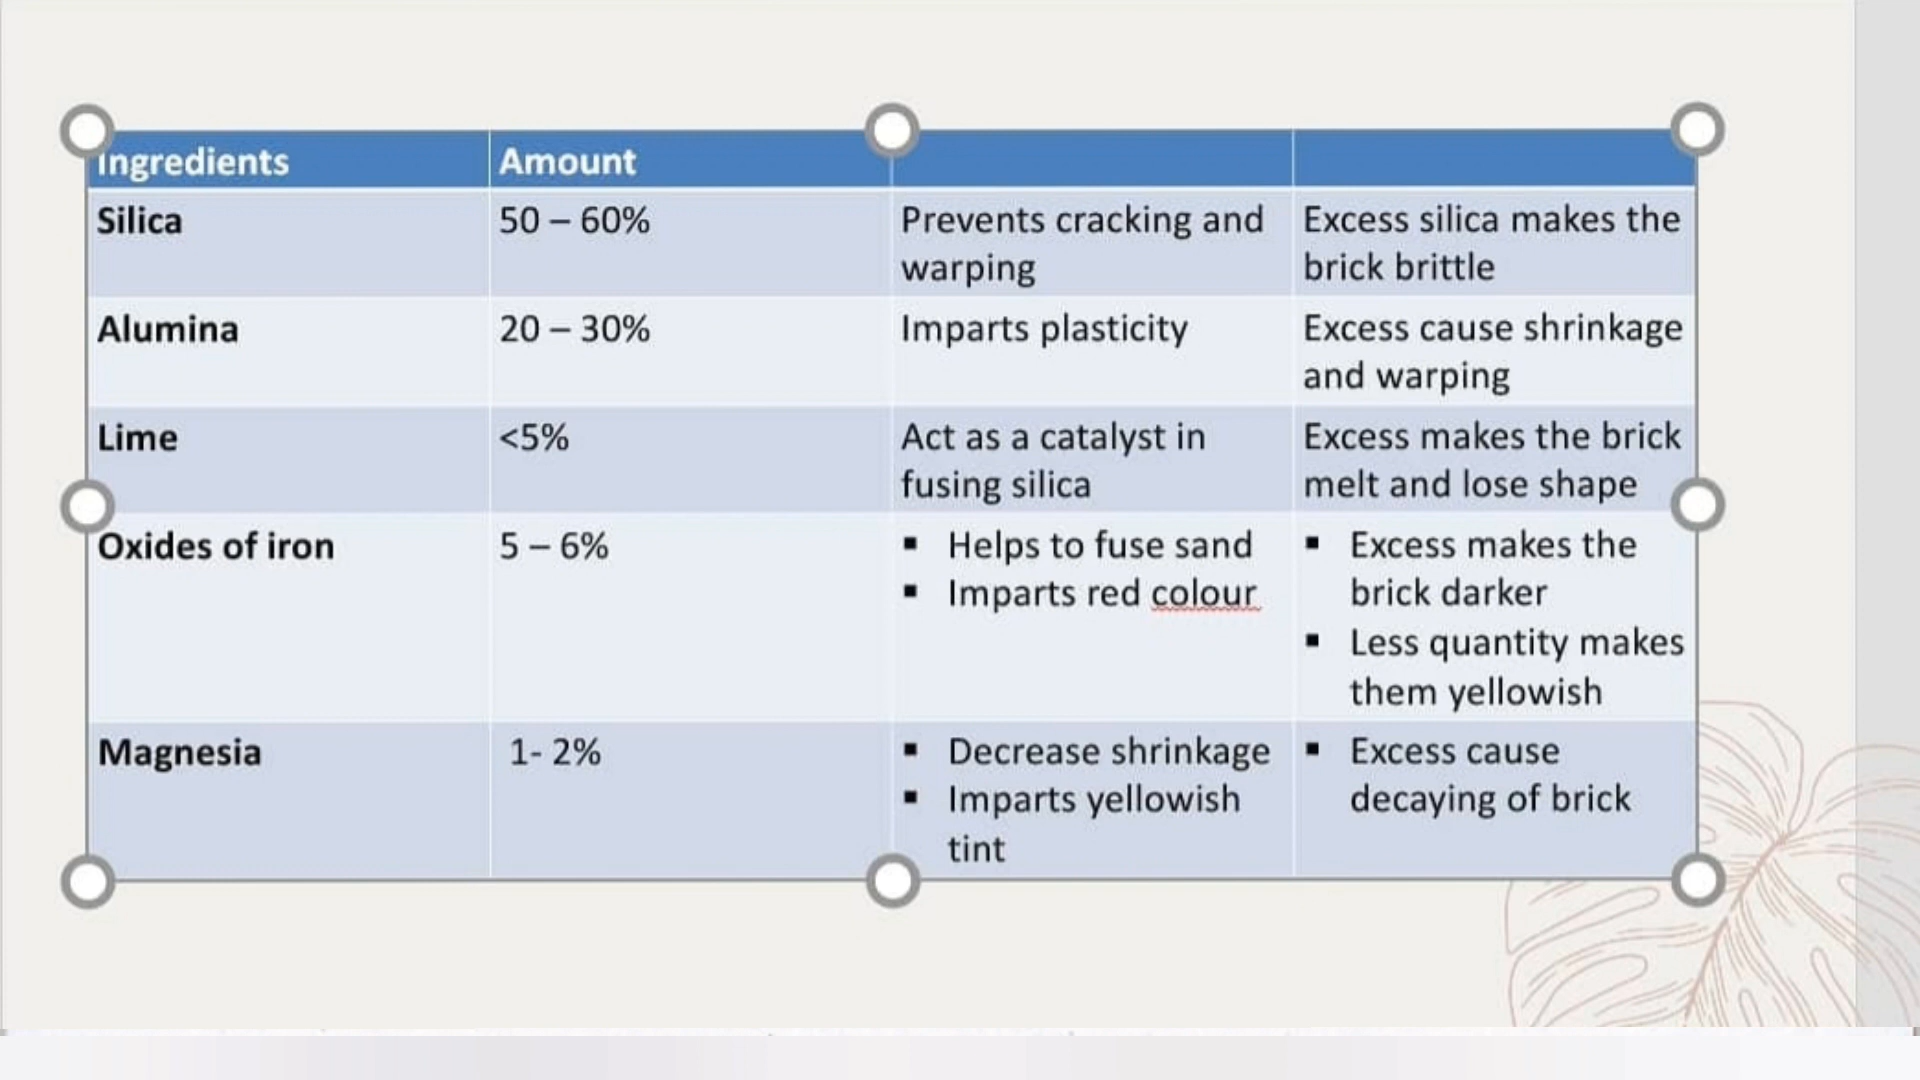 Ingredients
Amount
Silica
50 – 60%
Prevents cracking and
warping
Excess silica makes the
brick brittle
Alumina
20 – 30%
Imparts plasticity
Excess cause shrinkage
and warping
Lime
<5%
Act as a catalyst in
fusing silica
Excess makes the brick
melt and lose shape
Oxides of iron
5 – 6%
▪ Helps to fuse sand
▪ Imparts red colour
▪ Excess makes the
brick darker
▪ Less quantity makes
them yellowish
Magnesia
1- 2%
▪ Decrease shrinkage
▪ Imparts yellowish
tint
▪ Excess cause
decaying of brick